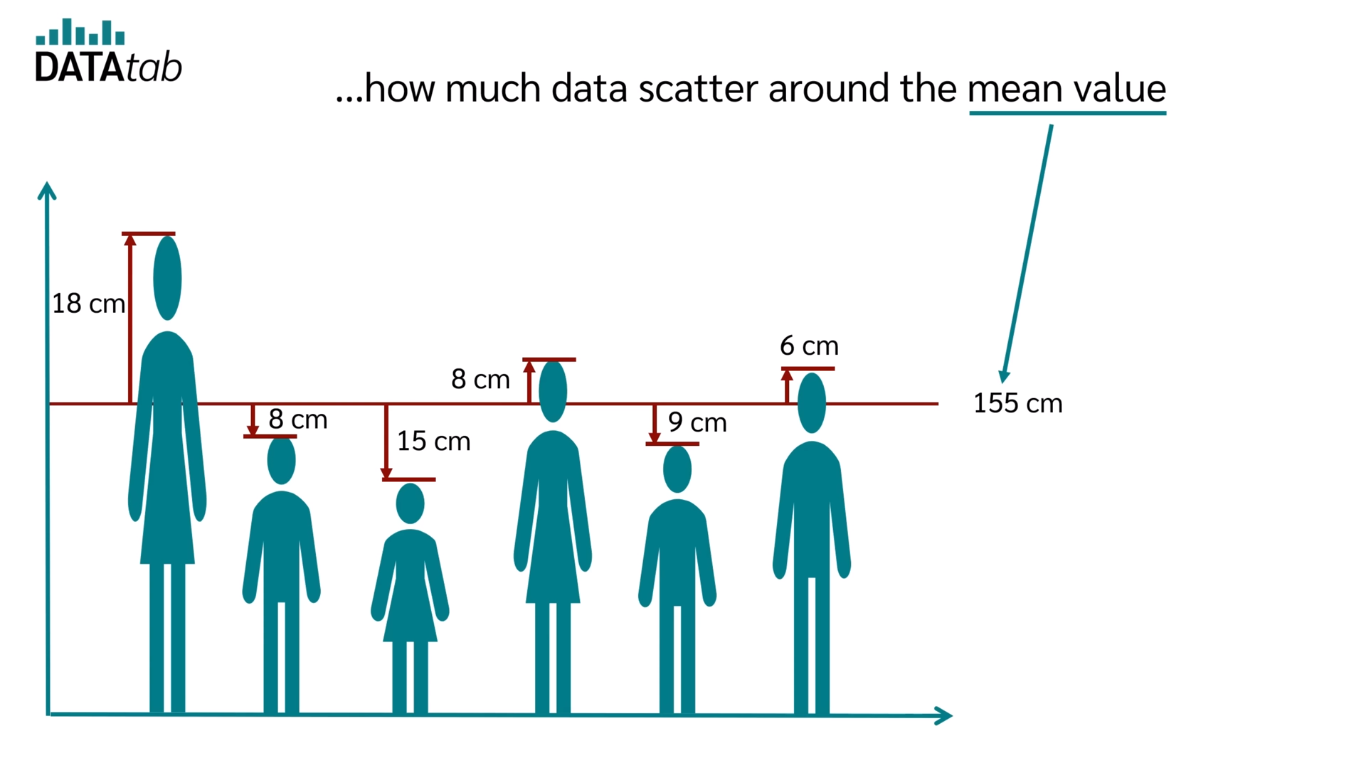 DATAtab
...how much data scatter around the mean value
18 cm
8 cm
15 cm
8 cm
9 cm
6 cm
155 cm